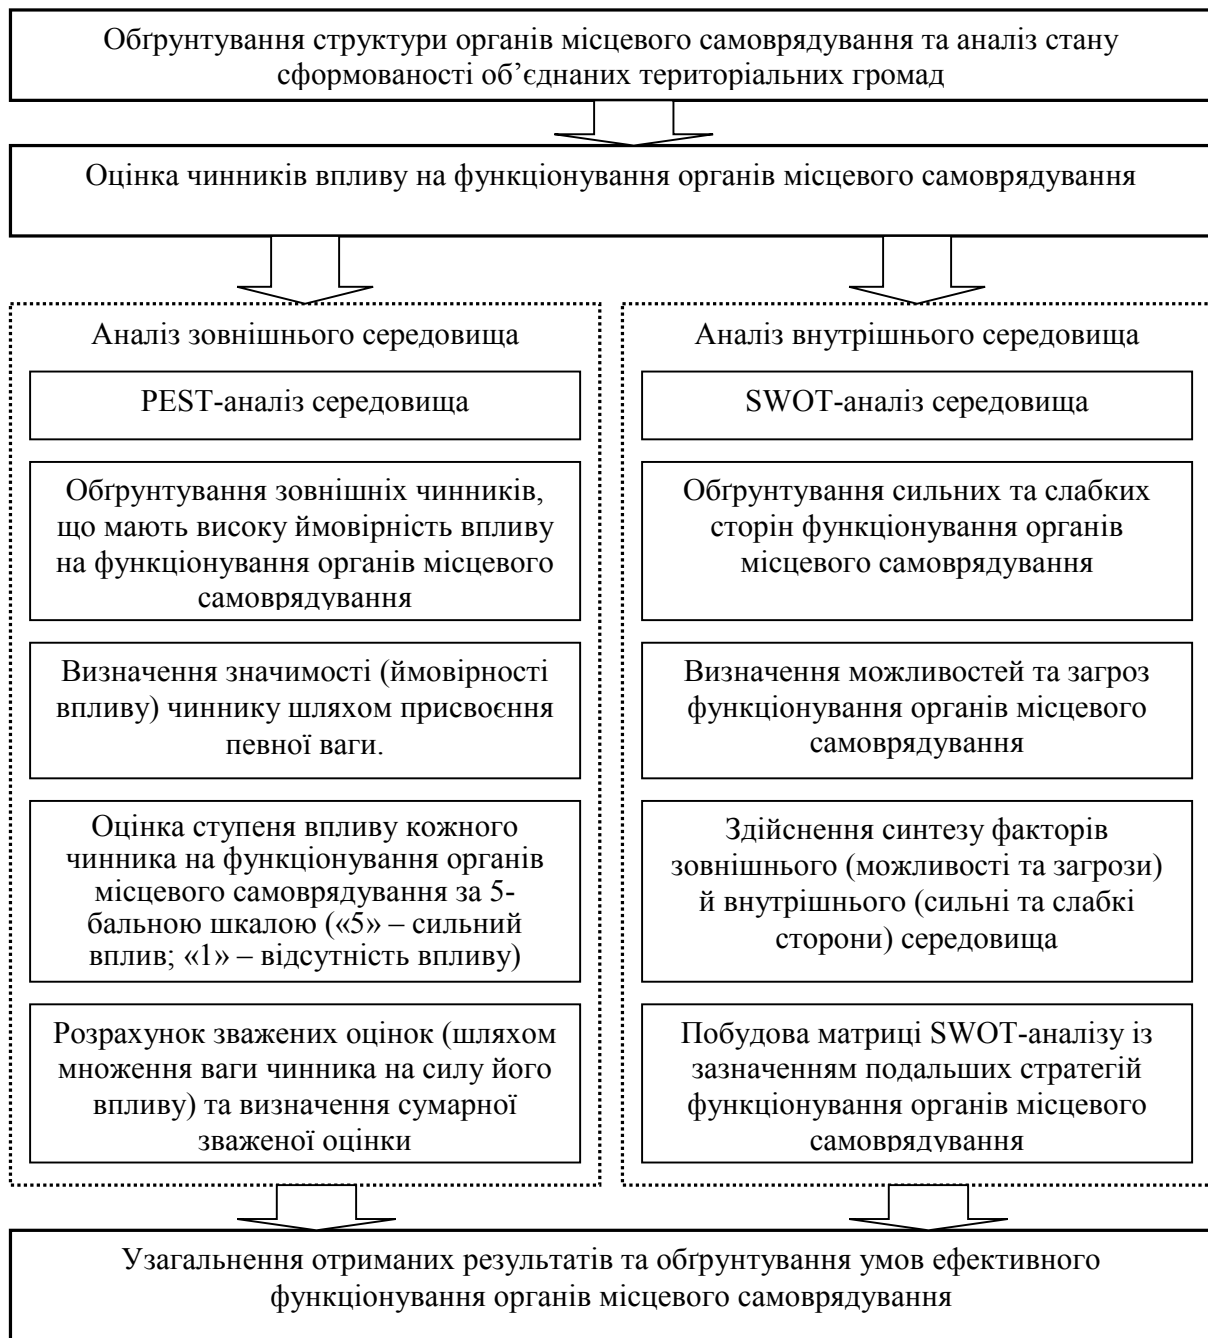 Обґрунтування структури органів місцевого самоврядування та аналіз стану
сформованості об’єднаних територіальних громад
Оцінка чинників впливу на функціонування органів місцевого самоврядування
Аналіз зовнішнього середовища
PEST-аналіз середовища
Обґрунтування зовнішніх чинників,
що мають високу ймовірність впливу
на функціонування органів місцевого
самоврядування
Визначення значимості (ймовірності
впливу) чиннику шляхом присвоєння
певної ваги.
Оцінка ступеня впливу кожного
чинника на функціонування органів
місцевого самоврядування за 5-
бальною шкалою («5» – сильний
вплив; «1» – відсутність впливу)
Розрахунок зважених оцінок (шляхом
множення ваги чинника на силу його
впливу) та визначення сумарної
зваженої оцінки
Аналіз внутрішнього середовища
SWOT-аналіз середовища
Обґрунтування сильних та слабких
сторін функціонування органів
місцевого самоврядування
Визначення можливостей та загроз
функціонування органів місцевого
самоврядування
Здійснення синтезу факторів
зовнішнього (можливості та загрози)
й внутрішнього (сильні та слабкі
сторони) середовища
Побудова матриці SWOT-аналізу із
зазначенням подальших стратегій
функціонування органів місцевого
самоврядування
Узагальнення отриманих результатів та обґрунтування умов ефективного
функціонування органів місцевого самоврядування